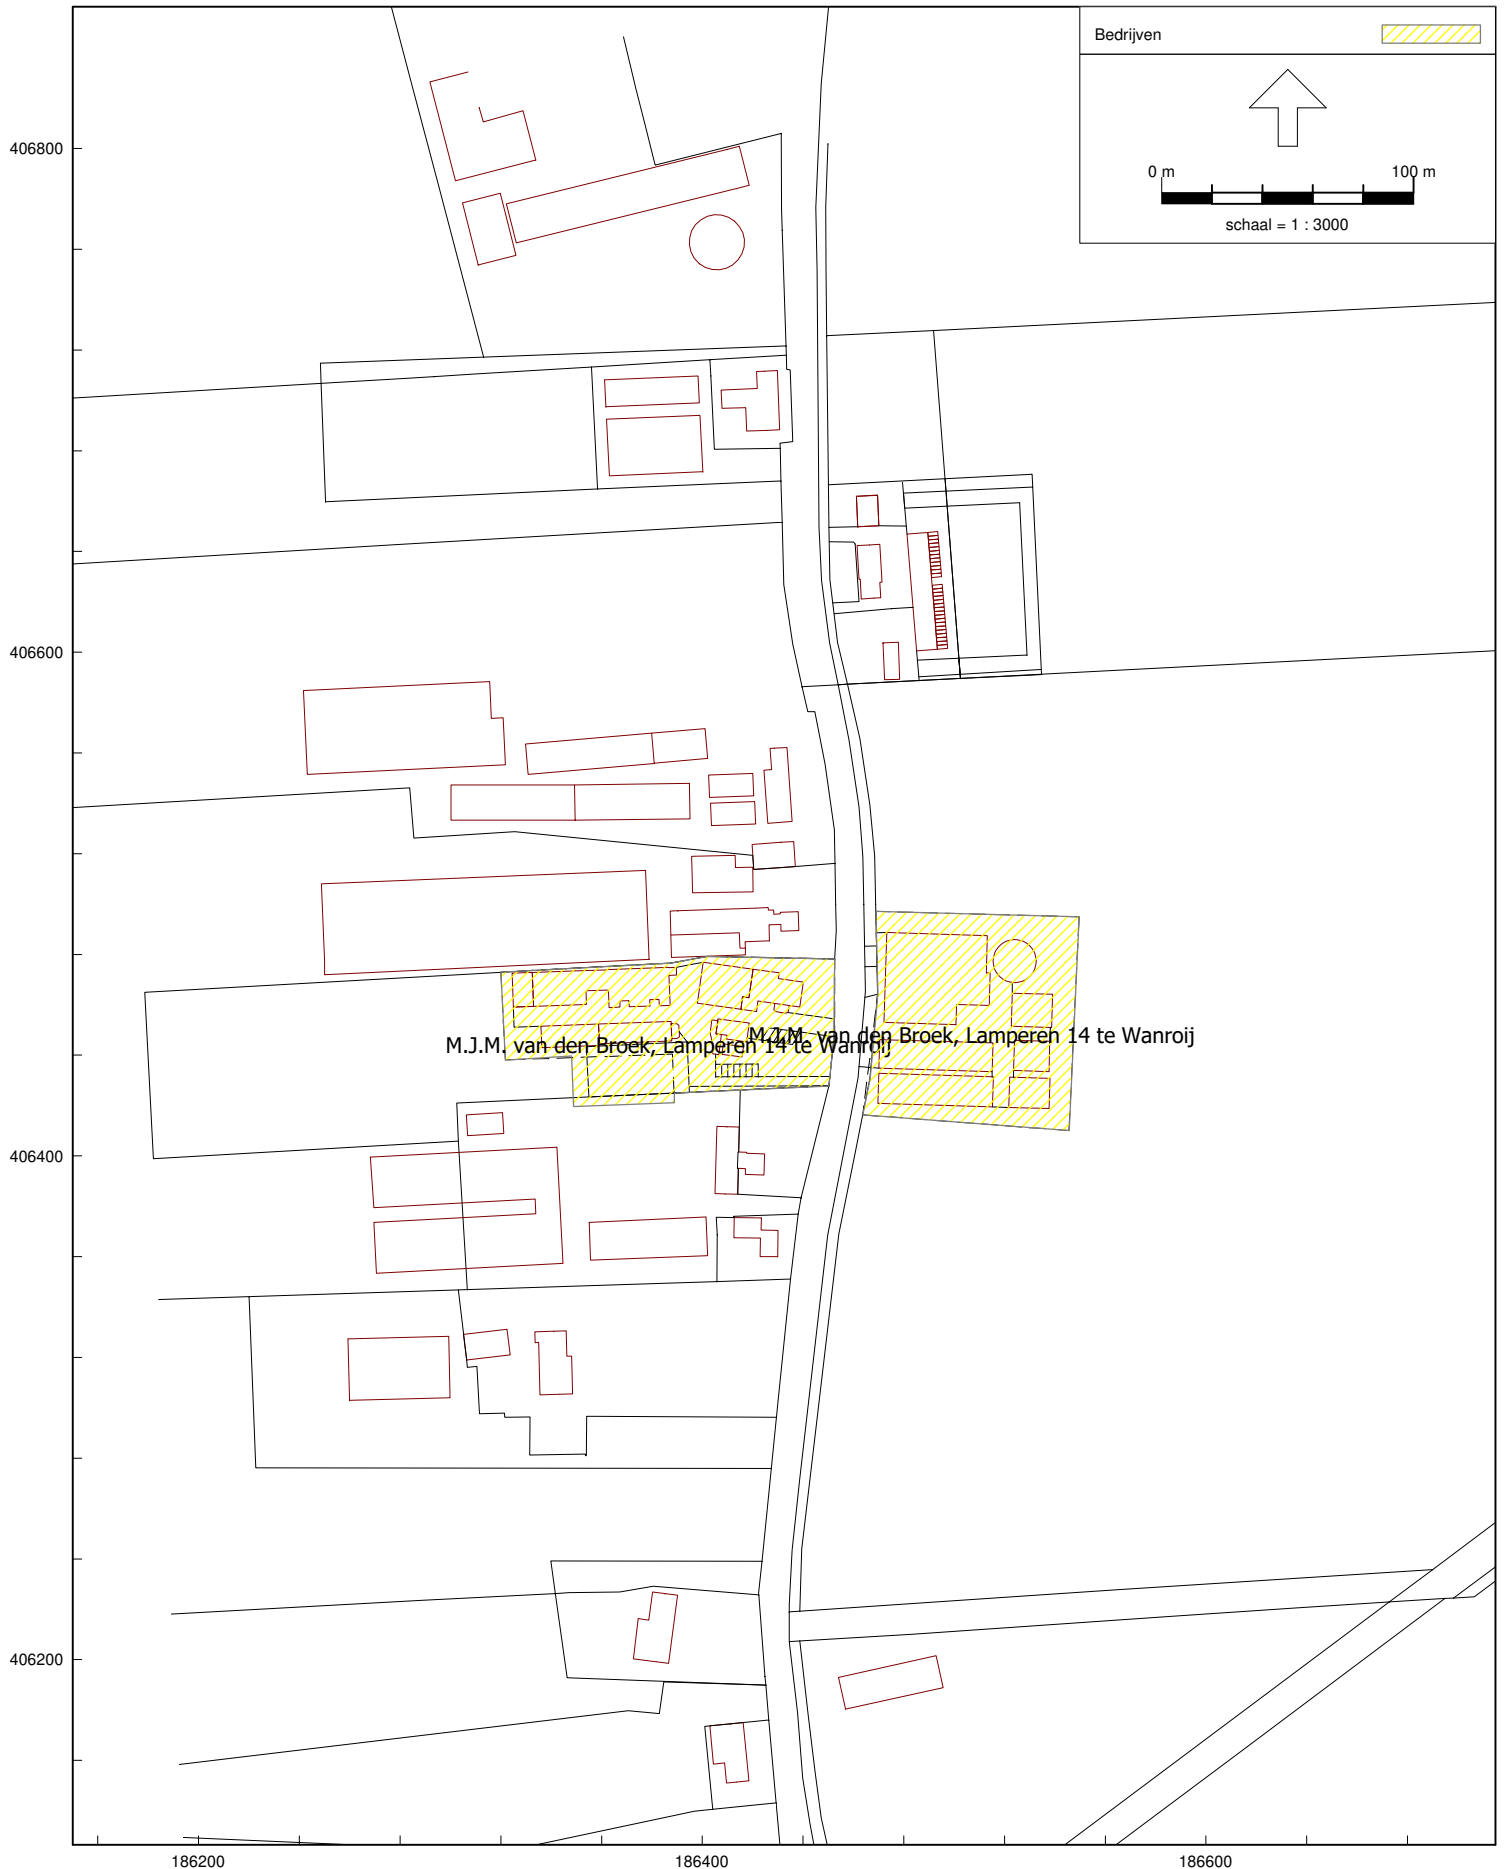 Bedrijven
0 m 100 m
schaal = 1 : 3000
406800
406600
M.J.M. van den Broek, Lamperen 14 te Wanroij
M.J.M. van den Broek, Lamperen 14 te Wanroij
406400
406200
186200 186400 186600